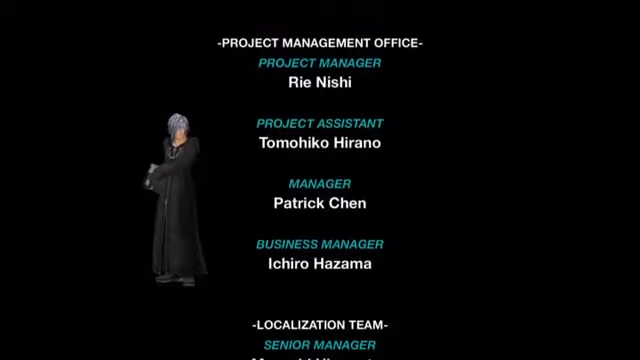 -PROJECT MANAGEMENT OFFICE-
PROJECT MANAGER
Rie Nishi
PROJECT ASSISTANT
Tomohiko Hirano
MANAGER
Patrick Chen
BUSINESS MANAGER
Ichiro Hazama
-LOCALIZATION TEAM-
SENIOR MANAGER